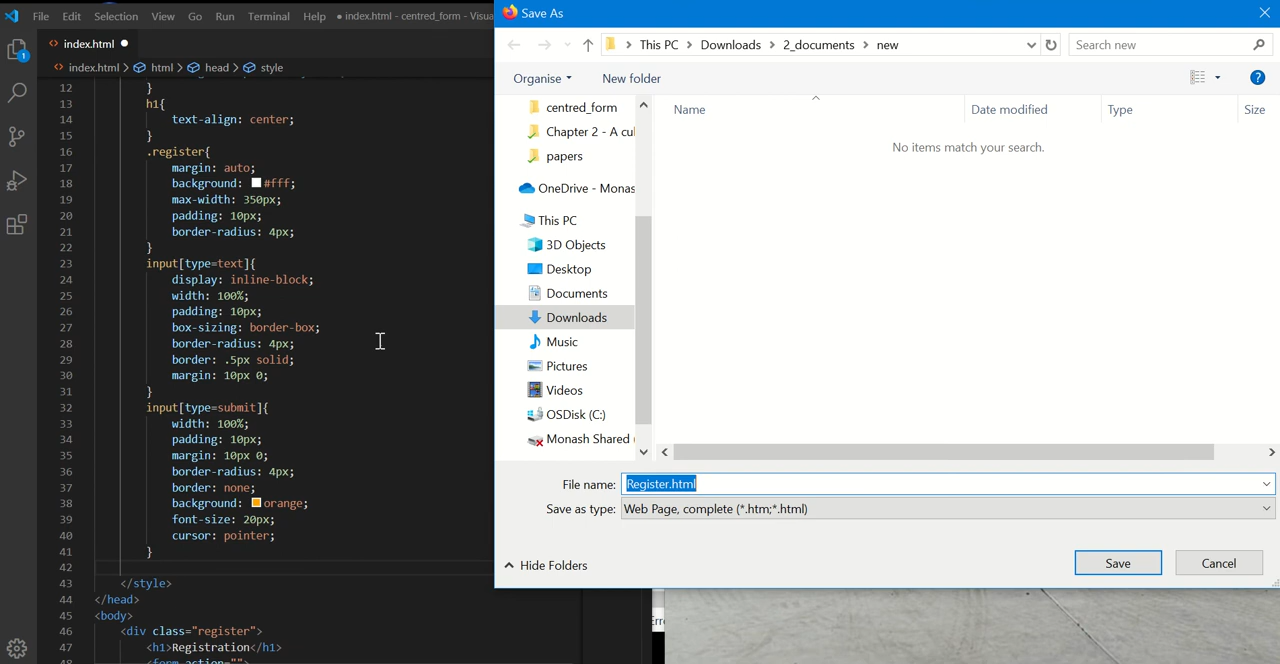 File Edit Selection View Go Run Terminal Help ● index.html - centred_form - Visua
index.html ●
index.html > html > head > style
1
12 }
13 h1{
14 text-align: center;
15 }
16 .register{
17 margin: auto;
18 background: #fff;
19 max-width: 350px;
20 padding: 10px;
21 border-radius: 4px;
22 }
23 input[type=text]{
24 display: inline-block;
25 width: 100%;
26 padding: 10px;
27 box-sizing: border-box;
28 border-radius: 4px;
29 border: .5px solid;
30 margin: 10px 0;
31 }
32 input[type=submit]{
33 width: 100%;
34 padding: 10px;
35 margin: 10px 0;
36 border-radius: 4px;
37 border: none;
38 background: orange;
39 font-size: 20px;
40 cursor: pointer;
41 }
42
43 </style>
44 </head>
45 <body>
46 <div class="register">
47 <h1>Registration</h1>
48 <form action="">
Save As
This PC > Downloads > 2_documents > new
Search new
Organise
New folder
centred_form
Chapter 2 - A cul
papers
OneDrive - Monas
This PC
3D Objects
Desktop
Documents
Downloads
Music
Pictures
Videos
OSDisk (C:)
Monash Shared (
Name Date modified Type Size
No items match your search.
File name: Register.html
Save as type: Web Page, complete (*.htm;*.html)
Hide Folders
Save
Cancel
Erro